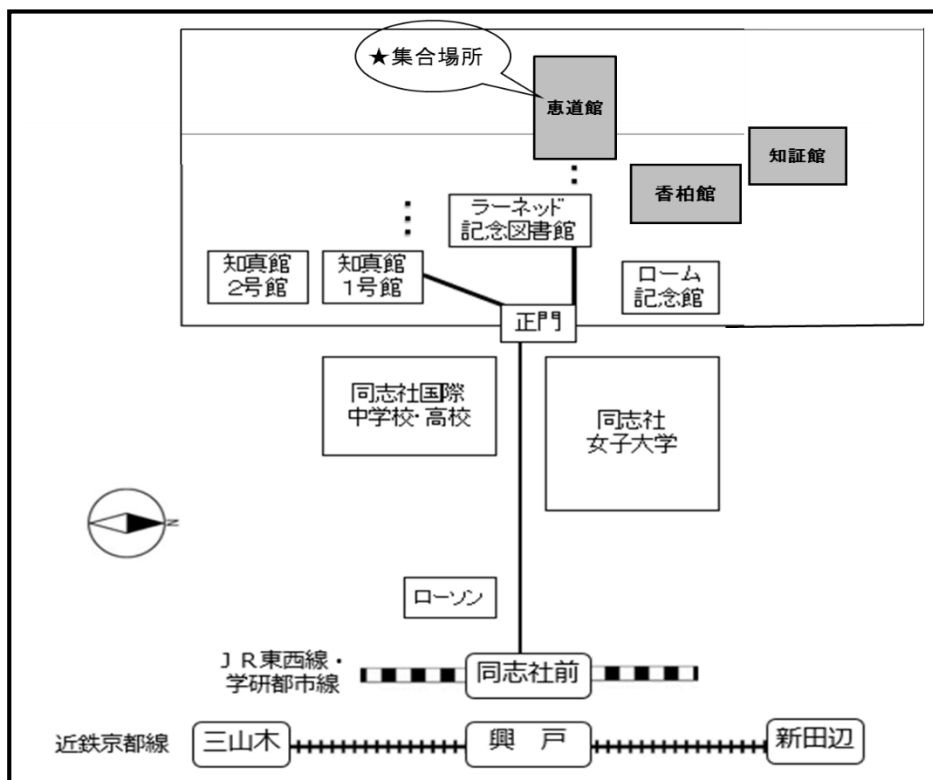 ★集合場所
恵道館
知証館
香柏館
ラーネッド
記念図書館
知真館
2号館
知真館
1号館
ローム
記念館
正門
同志社国際
中学校・高校
同志社
女子大学
N
ローソン
JR東西線・
学研都市線
同志社前
近鉄京都線
三山木
興戸
新田辺